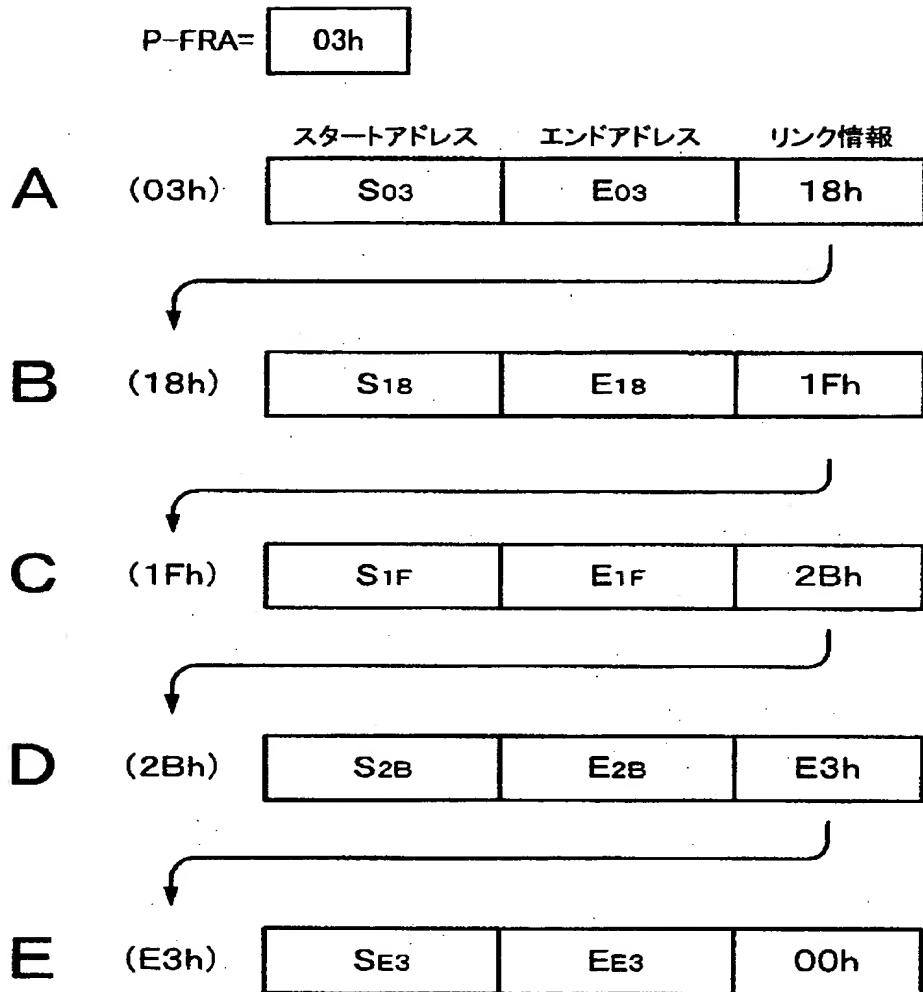 P-FRA= 03h
スタートアドレス エンドアドレス リンク情報
A (03h) S03 E03 18h
B (18h) S18 E18 1Fh
C (1Fh) S1F E1F 2Bh
D (2Bh) S2B E2B E3h
E (E3h) SE3 EE3 00h